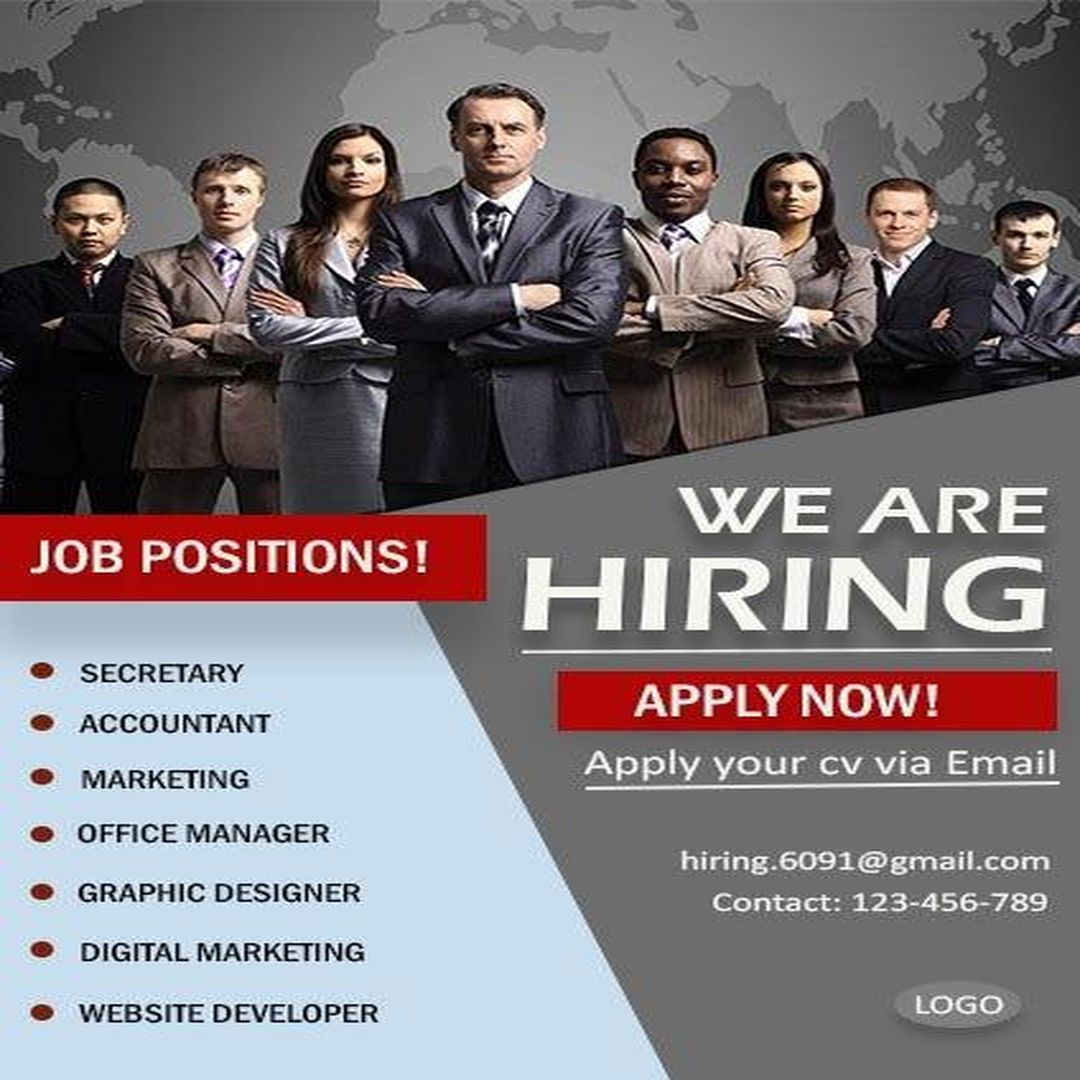 WE ARE
HIRING
JOB POSITIONS!
SECRETARY
ACCOUNTANT
MARKETING
OFFICE MANAGER
GRAPHIC DESIGNER
DIGITAL MARKETING
WEBSITE DEVELOPER
APPLY NOW!
Apply your cv via Email
hiring.6091@gmail.com
Contact: 123-456-789
LOGO